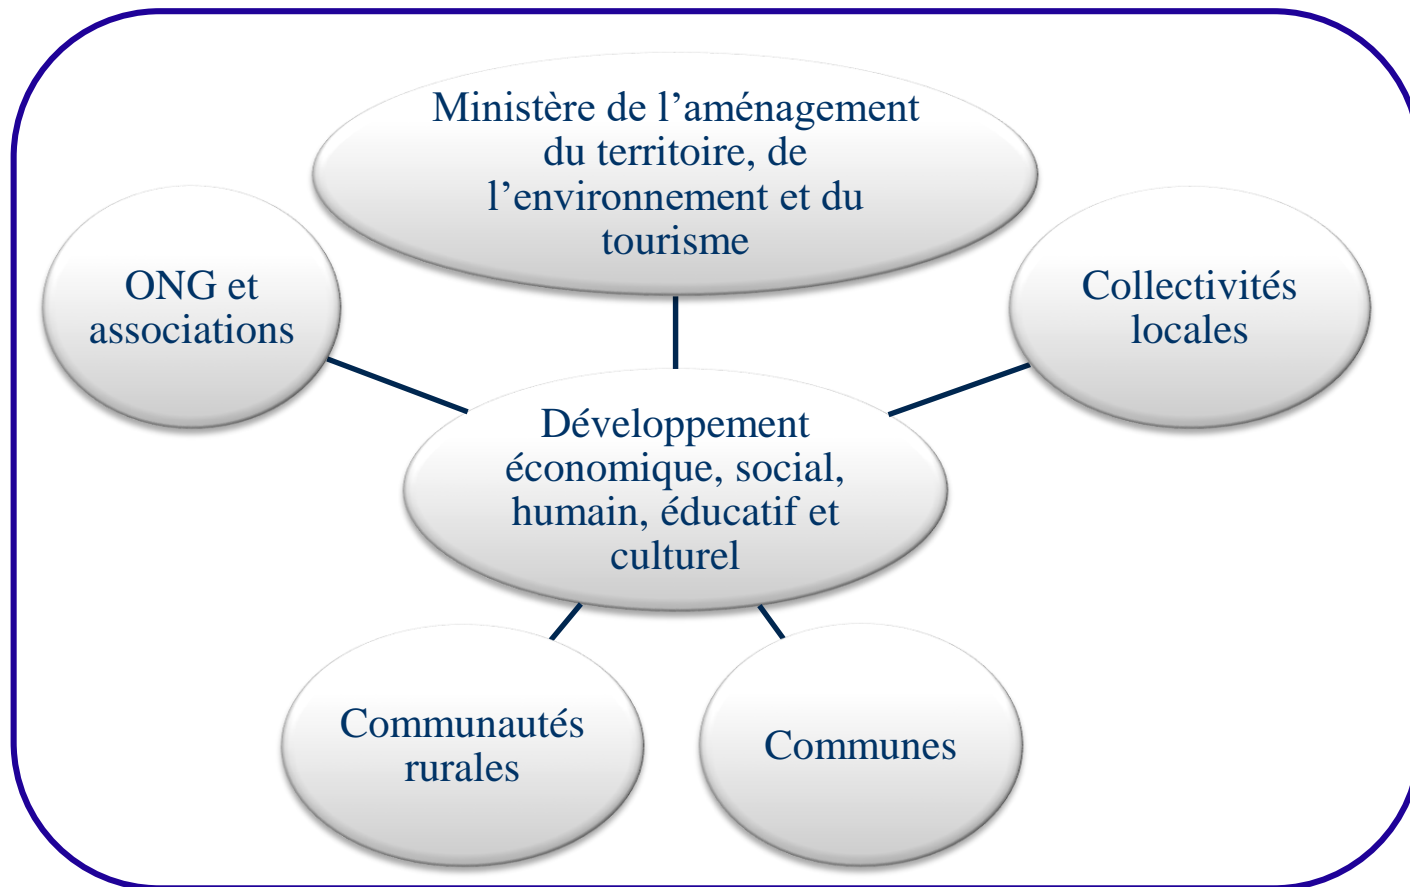 Ministère de l’aménagement
du territoire, de
l’environnement et du
tourisme
ONG et
associations
Collectivités
locales
Développement
économique, social,
humain, éducatif et
culturel
Communautés
rurales
Communes